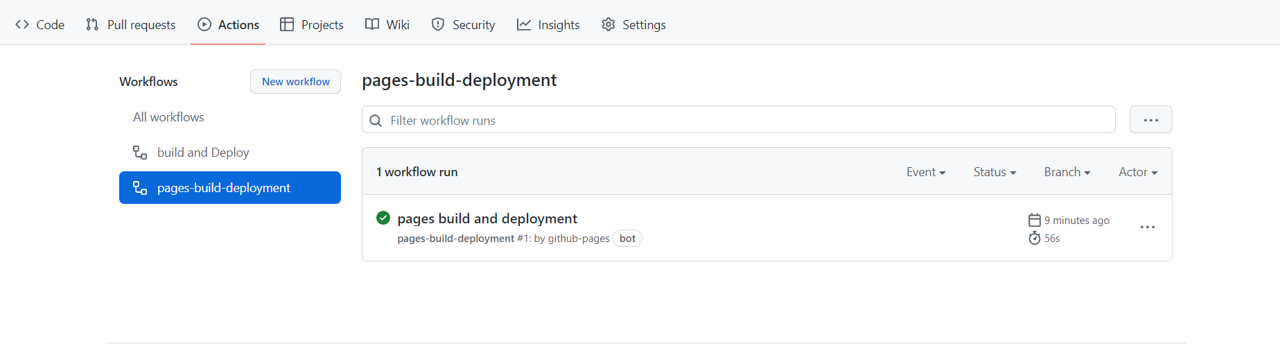 Code Pull requests Actions Projects Wiki Security Insights Settings
Workflows
New workflow
All workflows
build and Deploy
pages-build-deployment
pages-build-deployment
Filter workflow runs
1 workflow run
Event Status Branch Actor
pages build and deployment
pages-build-deployment #1: by github-pages bot
9 minutes ago
56s